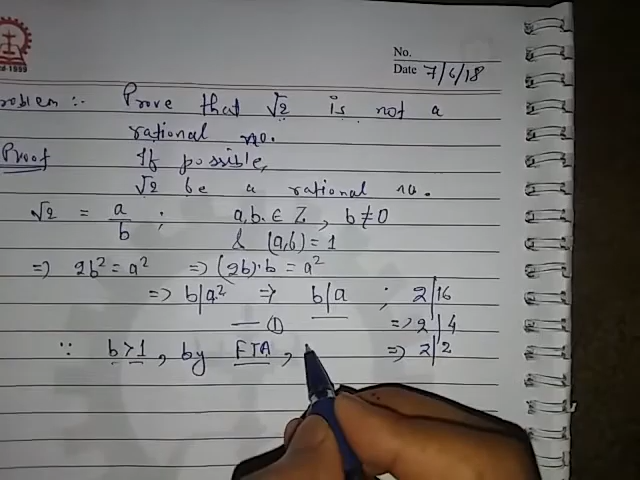 No.
Date 7/6/18
roblem :- Prove that √2 is not a
rational no.
Proof If possible,
√2 be a rational no.
√2 = a/b ; a,b ∈ Z, b≠0
& (a,b) = 1
=> 2b² = a² => (2b)·b = a²
=> b|a² => b|a ; 2|16
— ① => 2|4
∵ b>1, by FTA, => 2|2